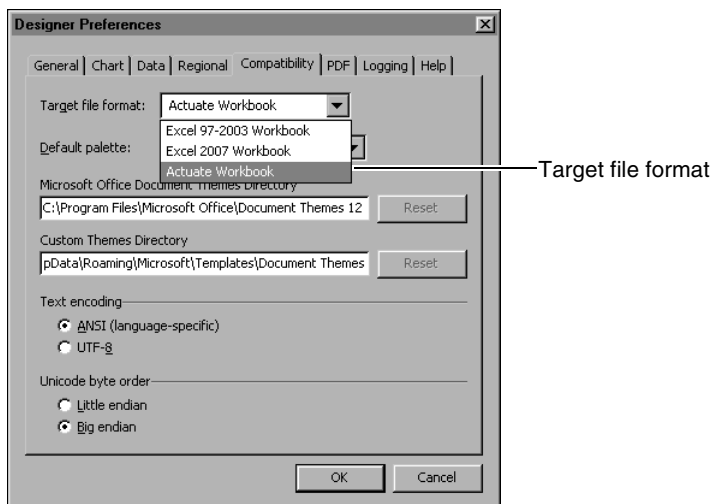 Designer Preferences
General Chart Data Regional Compatibility PDF Logging Help
Target file format: Actuate Workbook
Excel 97-2003 Workbook
Default palette: Excel 2007 Workbook
Actuate Workbook
Target file format
Microsoft Office Document Themes Directory
C:\Program Files\Microsoft Office\Document Themes 12 Reset
Custom Themes Directory
pData\Roaming\Microsoft\Templates\Document Themes Reset
Text encoding
ANSI (language-specific)
UTF-8
Unicode byte order
Little endian
Big endian
OK Cancel